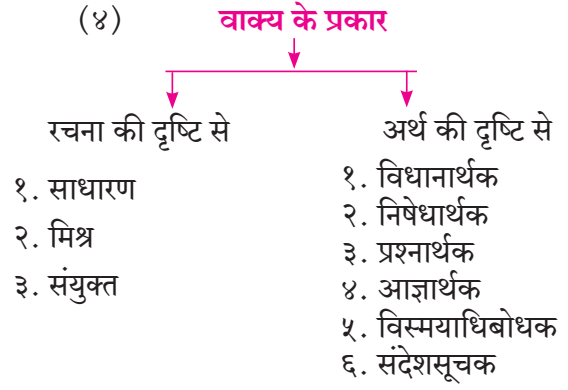 (४) वाक्य के प्रकार
रचना की दृष्टि से
१. साधारण
२. मिश्र
३. संयुक्त
अर्थ की दृष्टि से
१. विधानार्थक
२. निषेधार्थक
३. प्रश्नार्थक
४. आज्ञार्थक
५. विस्मयाधिबोधक
६. संदेशसूचक